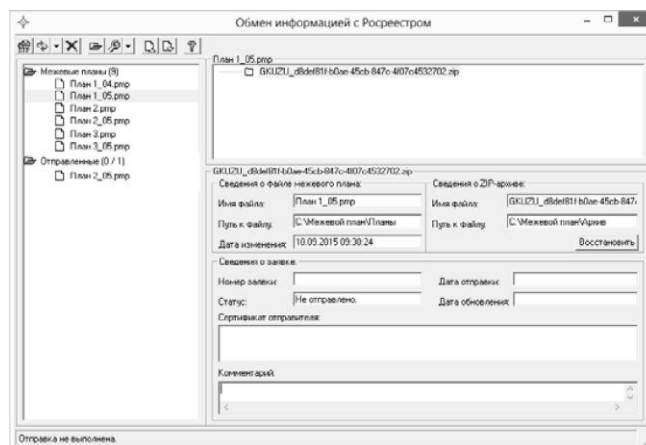 Обмен информацией с Росреестром
Межевые планы (9)
План 1_04.pmp
План 1_05.pmp
План 2.pmp
План 2_05.pmp
План 3.pmp
План 3_05.pmp
Отправленные (0 / 1)
План 2_05.pmp
План 1_05.pmp
GKUZU_d8def81f-b0ae-45cb-847c-4f07c4532702.zip
GKUZU_d8def81f-b0ae-45cb-847c-4f07c4532702.zip
Сведения о файле межевого плана:
Имя файла: План 1_05.pmp
Путь к файлу: C:\Межевой план\Планы
Дата изменения: 10.09.2015 09:30:24
Сведения о ZIP-архиве:
Имя файла: GKUZU_d8def81f-b0ae-45cb-847c
Путь к файлу: C:\Межевой план\Архив
Восстановить
Сведения о заявке:
Номер заявки: Дата отправки:
Статус: Не отправлено. Дата обновления:
Сертификат отправителя:
Комментарий:
Отправка не выполнена.